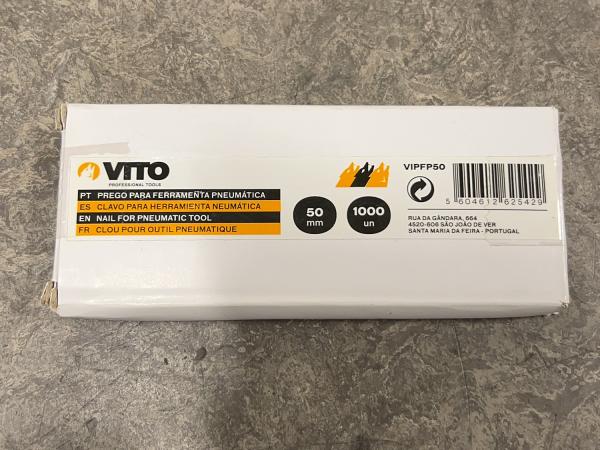 VITO
PROFESSIONAL TOOLS
PT PREGO PARA FERRAMENTA PNEUMÁTICA
ES CLAVO PARA HERRAMIENTA NEUMÁTICA
EN NAIL FOR PNEUMATIC TOOL
FR CLOU POUR OUTIL PNEUMATIQUE
50
mm
1000
un
VIPFP50
5 604612 625429
RUA DA GÂNDARA, 664
4520-606 SÃO JOÃO DE VER
SANTA MARIA DA FEIRA - PORTUGAL